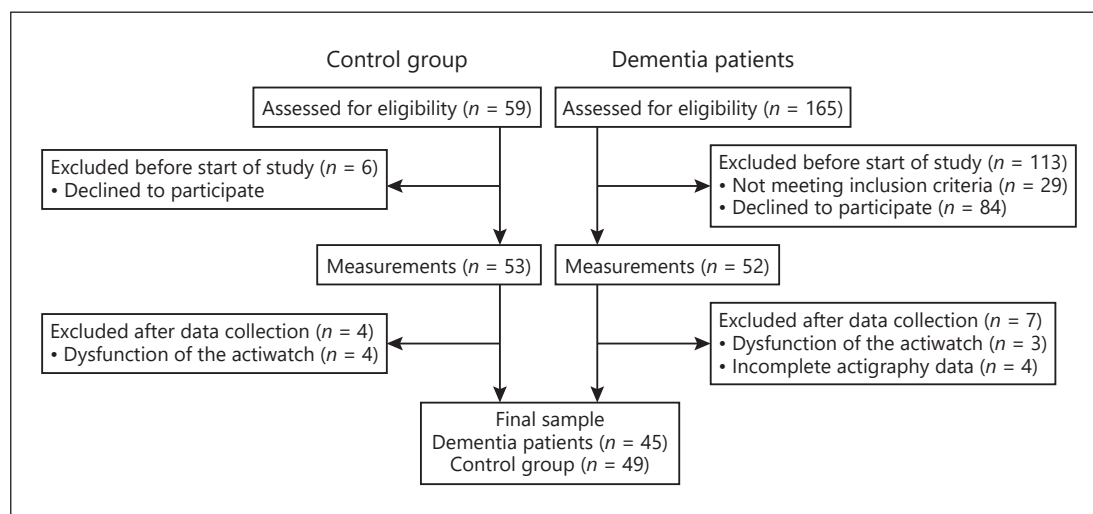 Control group
Dementia patients
Assessed for eligibility (n = 59)
Assessed for eligibility (n = 165)
Excluded before start of study (n = 6)
• Declined to participate
Excluded before start of study (n = 113)
• Not meeting inclusion criteria (n = 29)
• Declined to participate (n = 84)
Measurements (n = 53)
Measurements (n = 52)
Excluded after data collection (n = 4)
• Dysfunction of the actiwatch (n = 4)
Excluded after data collection (n = 7)
• Dysfunction of the actiwatch (n = 3)
• Incomplete actigraphy data (n = 4)
Final sample
Dementia patients (n = 45)
Control group (n = 49)